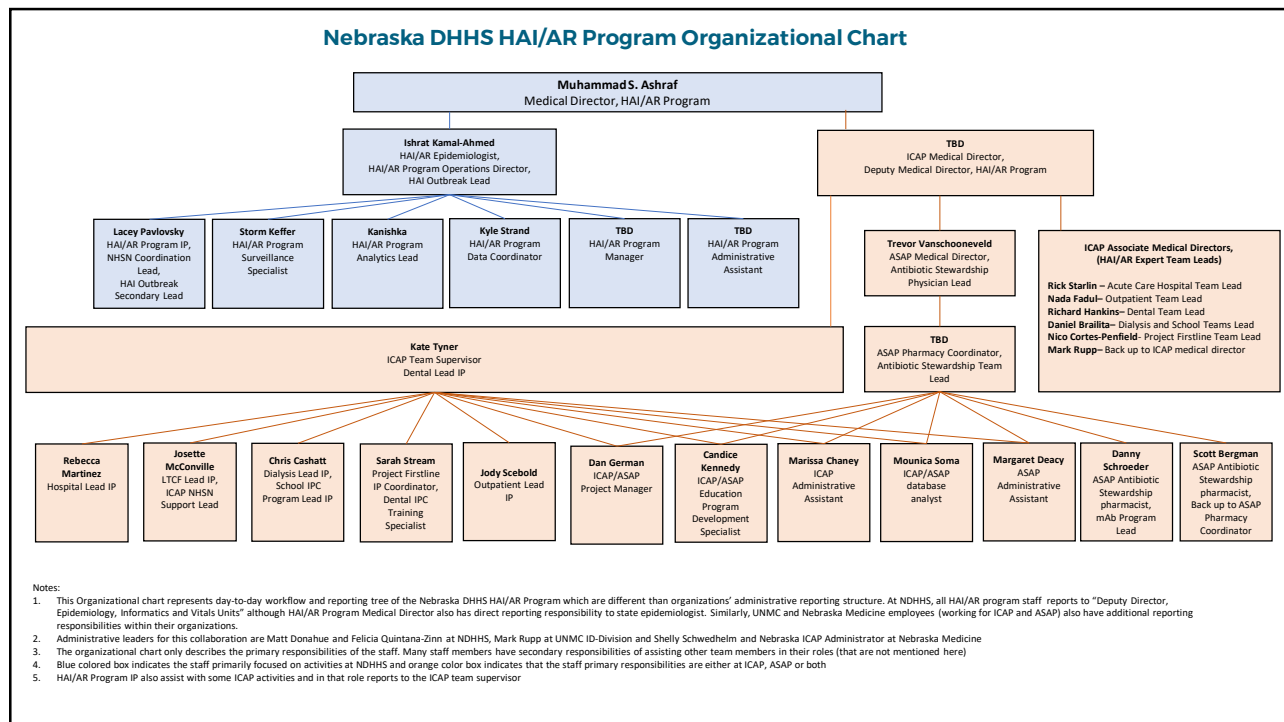 Nebraska DHHS HAI/AR Program Organizational Chart
Muhammad S. Ashraf
Medical Director, HAI/AR Program
Ishrat Kamal-Ahmed
HAI/AR Epidemiologist,
HAI/AR Program Operations Director,
HAI Outbreak Lead
TBD
ICAP Medical Director,
Deputy Medical Director, HAI/AR Program
Lacey Pavlovsky
HAI/AR Program IP,
NHSN Coordination
Lead,
HAI Outbreak
Secondary Lead
Storm Keffer
HAI/AR Program
Surveillance
Specialist
Kanishka
HAI/AR Program
Analytics Lead
Kyle Strand
HAI/AR Program
Data Coordinator
TBD
HAI/AR Program
Manager
TBD
HAI/AR Program
Administrative
Assistant
Trevor Vanschooneveld
ASAP Medical Director,
Antibiotic Stewardship
Physician Lead
ICAP Associate Medical Directors,
(HAI/AR Expert Team Leads)
Rick Starlin – Acute Care Hospital Team Lead
Nada Fadul– Outpatient Team Lead
Richard Hankins– Dental Team Lead
Daniel Brailita– Dialysis and School Teams Lead
Nico Cortes-Penfield- Project Firstline Team Lead
Mark Rupp– Back up to ICAP medical director
Kate Tyner
ICAP Team Supervisor
Dental Lead IP
TBD
ASAP Pharmacy Coordinator,
Antibiotic Stewardship Team
Lead
Rebecca
Martinez
Hospital Lead IP
Josette
McConville
LTCF Lead IP,
ICAP NHSN
Support Lead
Chris Cashatt
Dialysis Lead IP,
School IPC
Program Lead IP
Sarah Stream
Project Firstline
IP Coordinator,
Dental IPC
Training
Specialist
Jody Scebold
Outpatient Lead
IP
Dan German
ICAP/ASAP
Project Manager
Candice
Kennedy
ICAP/ASAP
Education
Program
Development
Specialist
Marissa Chaney
ICAP
Administrative
Assistant
Mounica Soma
ICAP/ASAP
database
analyst
Margaret Deacy
ASAP
Administrative
Assistant
Danny
Schroeder
ASAP Antibiotic
Stewardship
pharmacist,
mAb Program
Lead
Scott Bergman
ASAP Antibiotic
Stewardship
pharmacist,
Back up to ASAP
Pharmacy
Coordinator
Notes:
1. This Organizational chart represents day-to-day workflow and reporting tree of the Nebraska DHHS HAI/AR Program which are different than organizations' administrative reporting structure. At NDHHS, all HAI/AR program staff reports to "Deputy Director,
Epidemiology, Informatics and Vitals Units" although HAI/AR Program Medical Director also has direct reporting responsibility to state epidemiologist. Similarly, UNMC and Nebraska Medicine employees (working for ICAP and ASAP) also have additional reporting
responsibilities within their organizations.
2. Administrative leaders for this collaboration are Matt Donahue and Felicia Quintana-Zinn at NDHHS, Mark Rupp at UNMC ID-Division and Shelly Schwedhelm and Nebraska ICAP Administrator at Nebraska Medicine
3. The organizational chart only describes the primary responsibilities of the staff. Many staff members have secondary responsibilities of assisting other team members in their roles (that are not mentioned here)
4. Blue colored box indicates the staff primarily focused on activities at NDHHS and orange color box indicates that the staff primary responsibilities are either at ICAP, ASAP or both
5. HAI/AR Program IP also assist with some ICAP activities and in that role reports to the ICAP team supervisor